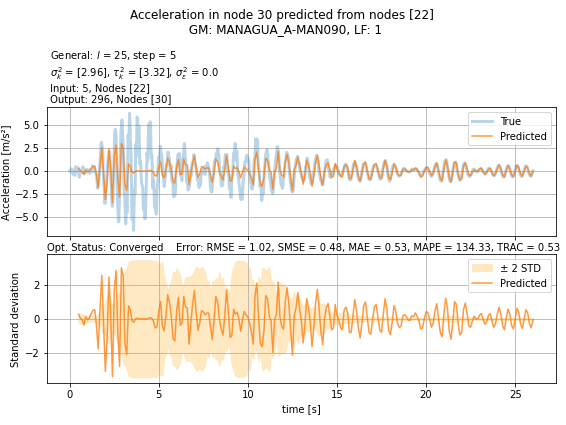 Acceleration in node 30 predicted from nodes [22]
GM: MANAGUA_A-MAN090, LF: 1
General: l = 25, step = 5
σ²ₖ = [2.96], τ²ₖ = [3.32], σ²ε = 0.0
Input: 5, Nodes [22]
Output: 296, Nodes [30]
Acceleration [m/s²]
5.0
2.5
0.0
−2.5
−5.0
True
Predicted
Opt. Status: Converged Error: RMSE = 1.02, SMSE = 0.48, MAE = 0.53, MAPE = 134.33, TRAC = 0.53
Standard deviation
2
0
−2
± 2 STD
Predicted
0 5 10 15 20 25
time [s]